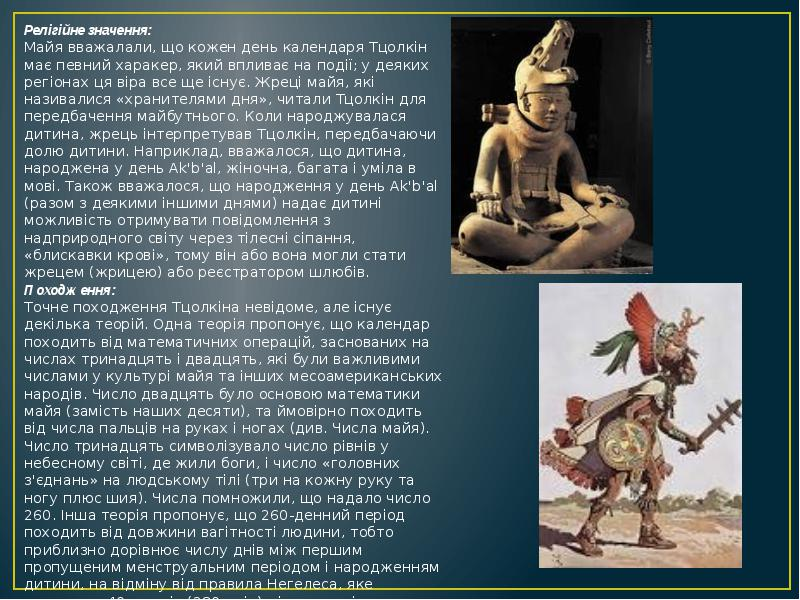 Релігійне значення:
Майя вважалали, що кожен день календаря Тцолкін
має певний харакер, який впливає на події; у деяких
регіонах ця віра все ще існує. Жреці майя, які
називалися «хранителями дня», читали Тцолкін для
передбачення майбутнього. Коли народжувалася
дитина, жрець інтерпретував Тцолкін, передбачаючи
долю дитини. Наприклад, вважалося, що дитина,
народжена у день Ak'b'al, жіночна, багата і уміла в
мові. Також вважалося, що народження у день Ak'b'al
(разом з деякими іншими днями) надає дитині
можливість отримувати повідомлення з
надприродного світу через тілесні сіпання,
«блискавки крові», тому він або вона могли стати
жрецем (жрицею) або реєстратором шлюбів.
Походження:
Точне походження Тцолкіна невідоме, але існує
декілька теорій. Одна теорія пропонує, що календар
походить від математичних операцій, заснованих на
числах тринадцять і двадцять, які були важливими
числами у культурі майя та інших месоамериканських
народів. Число двадцять було основою математики
майя (замість наших десяти), та ймовірно походить
від числа пальців на руках і ногах (див. Числа майя).
Число тринадцять символізувало число рівнів у
небесному світі, де жили боги, і число «головних
з'єднань» на людському тілі (три на кожну руку та
ногу плюс шия). Числа помножили, що надало число
260. Інша теорія пропонує, що 260-денний період
походить від довжини вагітності людини, тобто
приблизно дорівнює числу днів між першим
пропущеним менструальним періодом і народженням
дитини, на відміну від правила Негелеса, яке